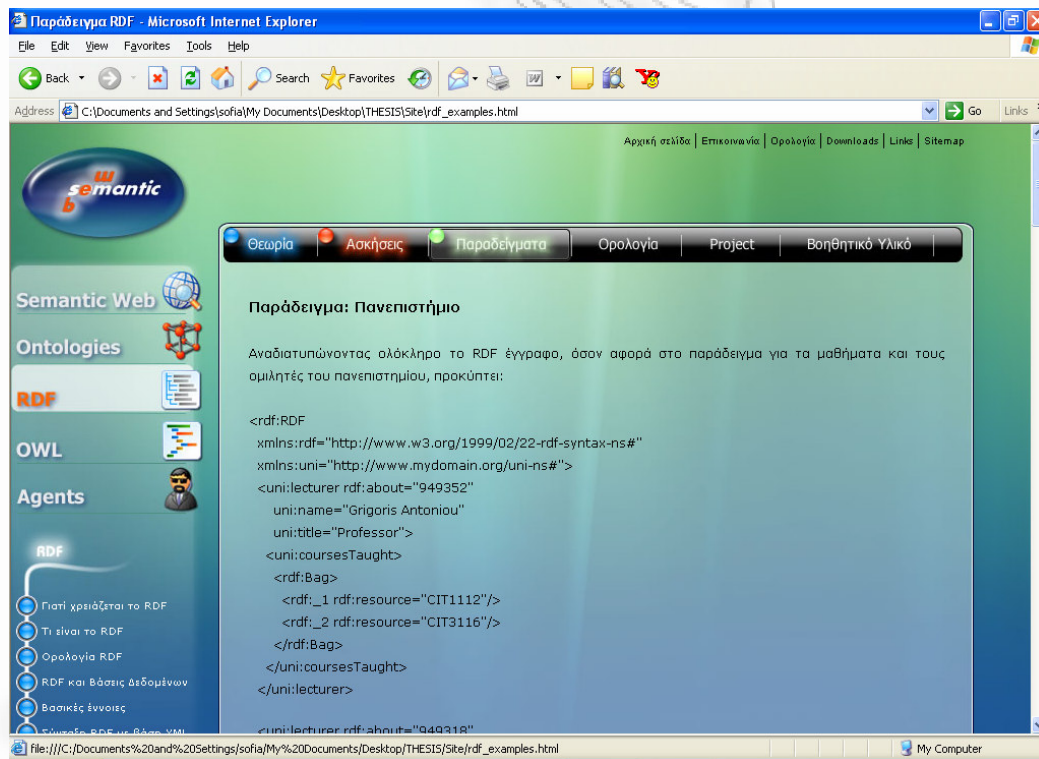 Παράδειγμα RDF - Microsoft Internet Explorer
File Edit View Favorites Tools Help
Back Search Favorites
Address C:\Documents and Settings\sofia\My Documents\Desktop\THESIS\Site\rdf_examples.html Go Links
Αρχική σελίδα | Επικοινωνία | Ορολογία | Downloads | Links | Sitemap
semantic
web
Θεωρία Ασκήσεις Παραδείγματα Ορολογία Project Βοηθητικό Υλικό
Semantic Web
Ontologies
RDF
OWL
Agents
RDF
Γιατί χρειάζεται το RDF
Τι είναι το RDF
Ορολογία RDF
RDF και Βάσεις Δεδομένων
Βασικές έννοιες
Σύνταξη RDF με βάση XML
Παράδειγμα: Πανεπιστήμιο
Αναδιατυπώνοντας ολόκληρο το RDF έγγραφο, όσον αφορά στο παράδειγμα για τα μαθήματα και τους
ομιλητές του πανεπιστημίου, προκύπτει:
<rdf:RDF
xmlns:rdf="http://www.w3.org/1999/02/22-rdf-syntax-ns#"
xmlns:uni="http://www.mydomain.org/uni-ns#">
<uni:lecturer rdf:about="949352"
uni:name="Grigoris Antoniou"
uni:title="Professor">
<uni:coursesTaught>
<rdf:Bag>
<rdf:_1 rdf:resource="CIT1112"/>
<rdf:_2 rdf:resource="CIT3116"/>
</rdf:Bag>
</uni:coursesTaught>
</uni:lecturer>
<uni:lecturer rdf:about="949318"
file:///C:/Documents%20and%20Settings/sofia/My%20Documents/Desktop/THESIS/Site/rdf_examples.html My Computer